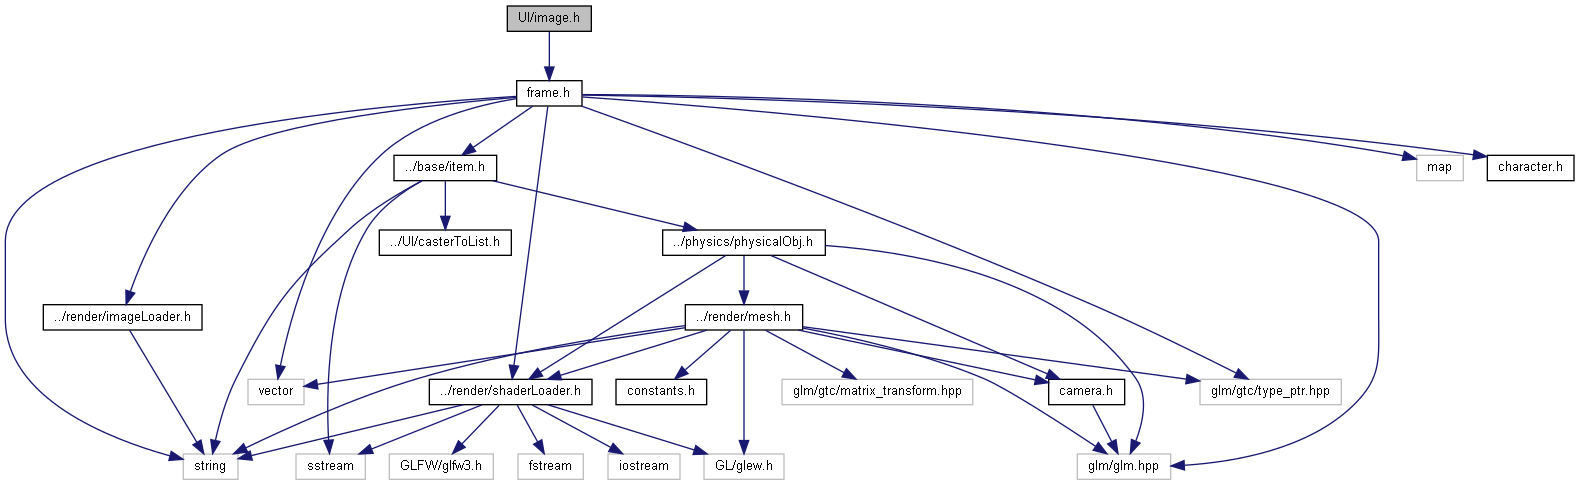 UI/image.h
frame.h
../base/item.h
map
character.h
../UI/casterToList.h
../physics/physicalObj.h
../render/imageLoader.h
../render/mesh.h
vector
../render/shaderLoader.h
constants.h
glm/gtc/matrix_transform.hpp
camera.h
glm/gtc/type_ptr.hpp
string
sstream
GLFW/glfw3.h
fstream
iostream
GL/glew.h
glm/glm.hpp